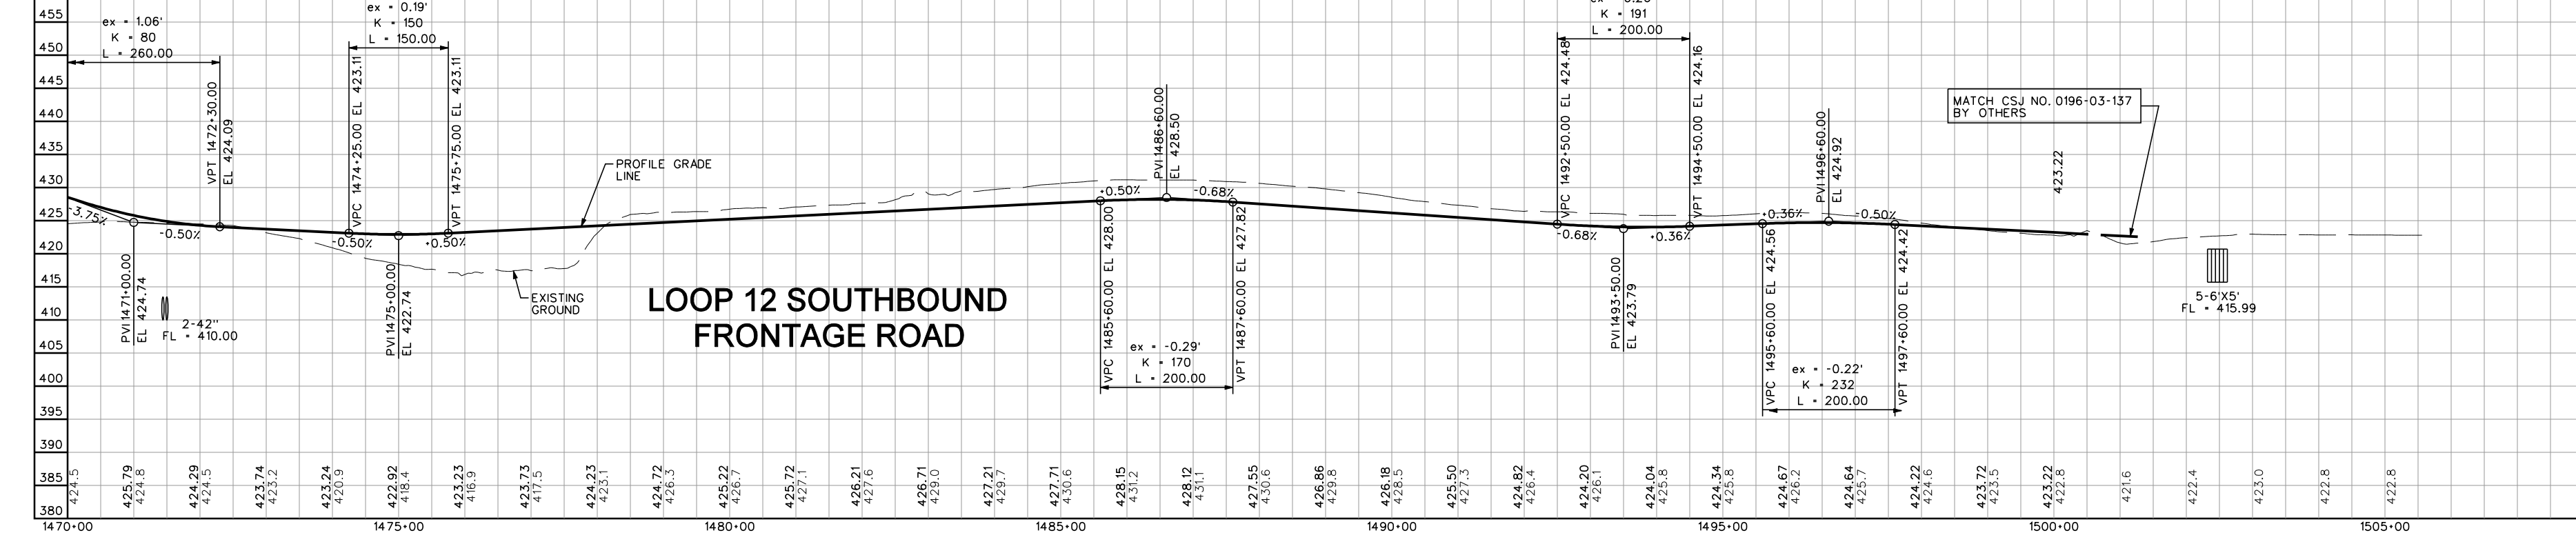 455
450
445
440
435
430
425
420
415
410
405
400
395
390
385
380
ex = 1.06'
K = 80
L = 260.00
ex = 0.19'
K = 150
L = 150.00
K = 191
L = 200.00
VPT 1472+30.00
EL 424.09
VPC 1474+25.00 EL 423.11
VPT 1475+75.00 EL 423.11
PROFILE GRADE
LINE
PVI 1486+60.00
EL 428.50
VPC 1492+50.00 EL 424.48
VPT 1494+50.00 EL 424.16
PVI 1496+60.00
EL 424.92
MATCH CSJ NO. 0196-03-137
BY OTHERS
423.22
-3.75%
-0.50%
-0.50%
+0.50%
+0.50%
-0.68%
-0.68%
+0.36%
+0.36%
-0.50%
PVI 1471+00.00
EL 424.74
2-42"
FL = 410.00
PVI 1475+00.00
EL 422.74
EXISTING
GROUND
LOOP 12 SOUTHBOUND
FRONTAGE ROAD
VPC 1485+60.00 EL 428.00
VPT 1487+60.00 EL 427.82
ex = -0.29'
K = 170
L = 200.00
PVI 1493+50.00
EL 423.79
VPC 1495+60.00 EL 424.56
VPT 1497+60.00 EL 424.42
ex = -0.22'
K = 232
L = 200.00
5-6'X5'
FL = 415.99
424.5
425.79
424.8
424.29
424.5
423.74
423.2
423.24
420.9
422.92
418.4
423.23
416.9
423.73
417.5
424.23
423.1
424.72
426.3
425.22
426.7
425.72
427.1
426.21
427.6
426.71
429.0
427.21
429.7
427.71
430.6
428.15
431.2
428.12
431.1
427.55
430.6
426.86
429.8
426.18
428.5
425.50
427.3
424.82
426.4
424.20
426.1
424.04
425.8
424.34
425.8
424.67
426.2
424.64
425.7
424.22
424.6
423.72
423.5
423.22
422.8
421.6
422.4
423.0
422.8
422.8
1470+00
1475+00
1480+00
1485+00
1490+00
1495+00
1500+00
1505+00